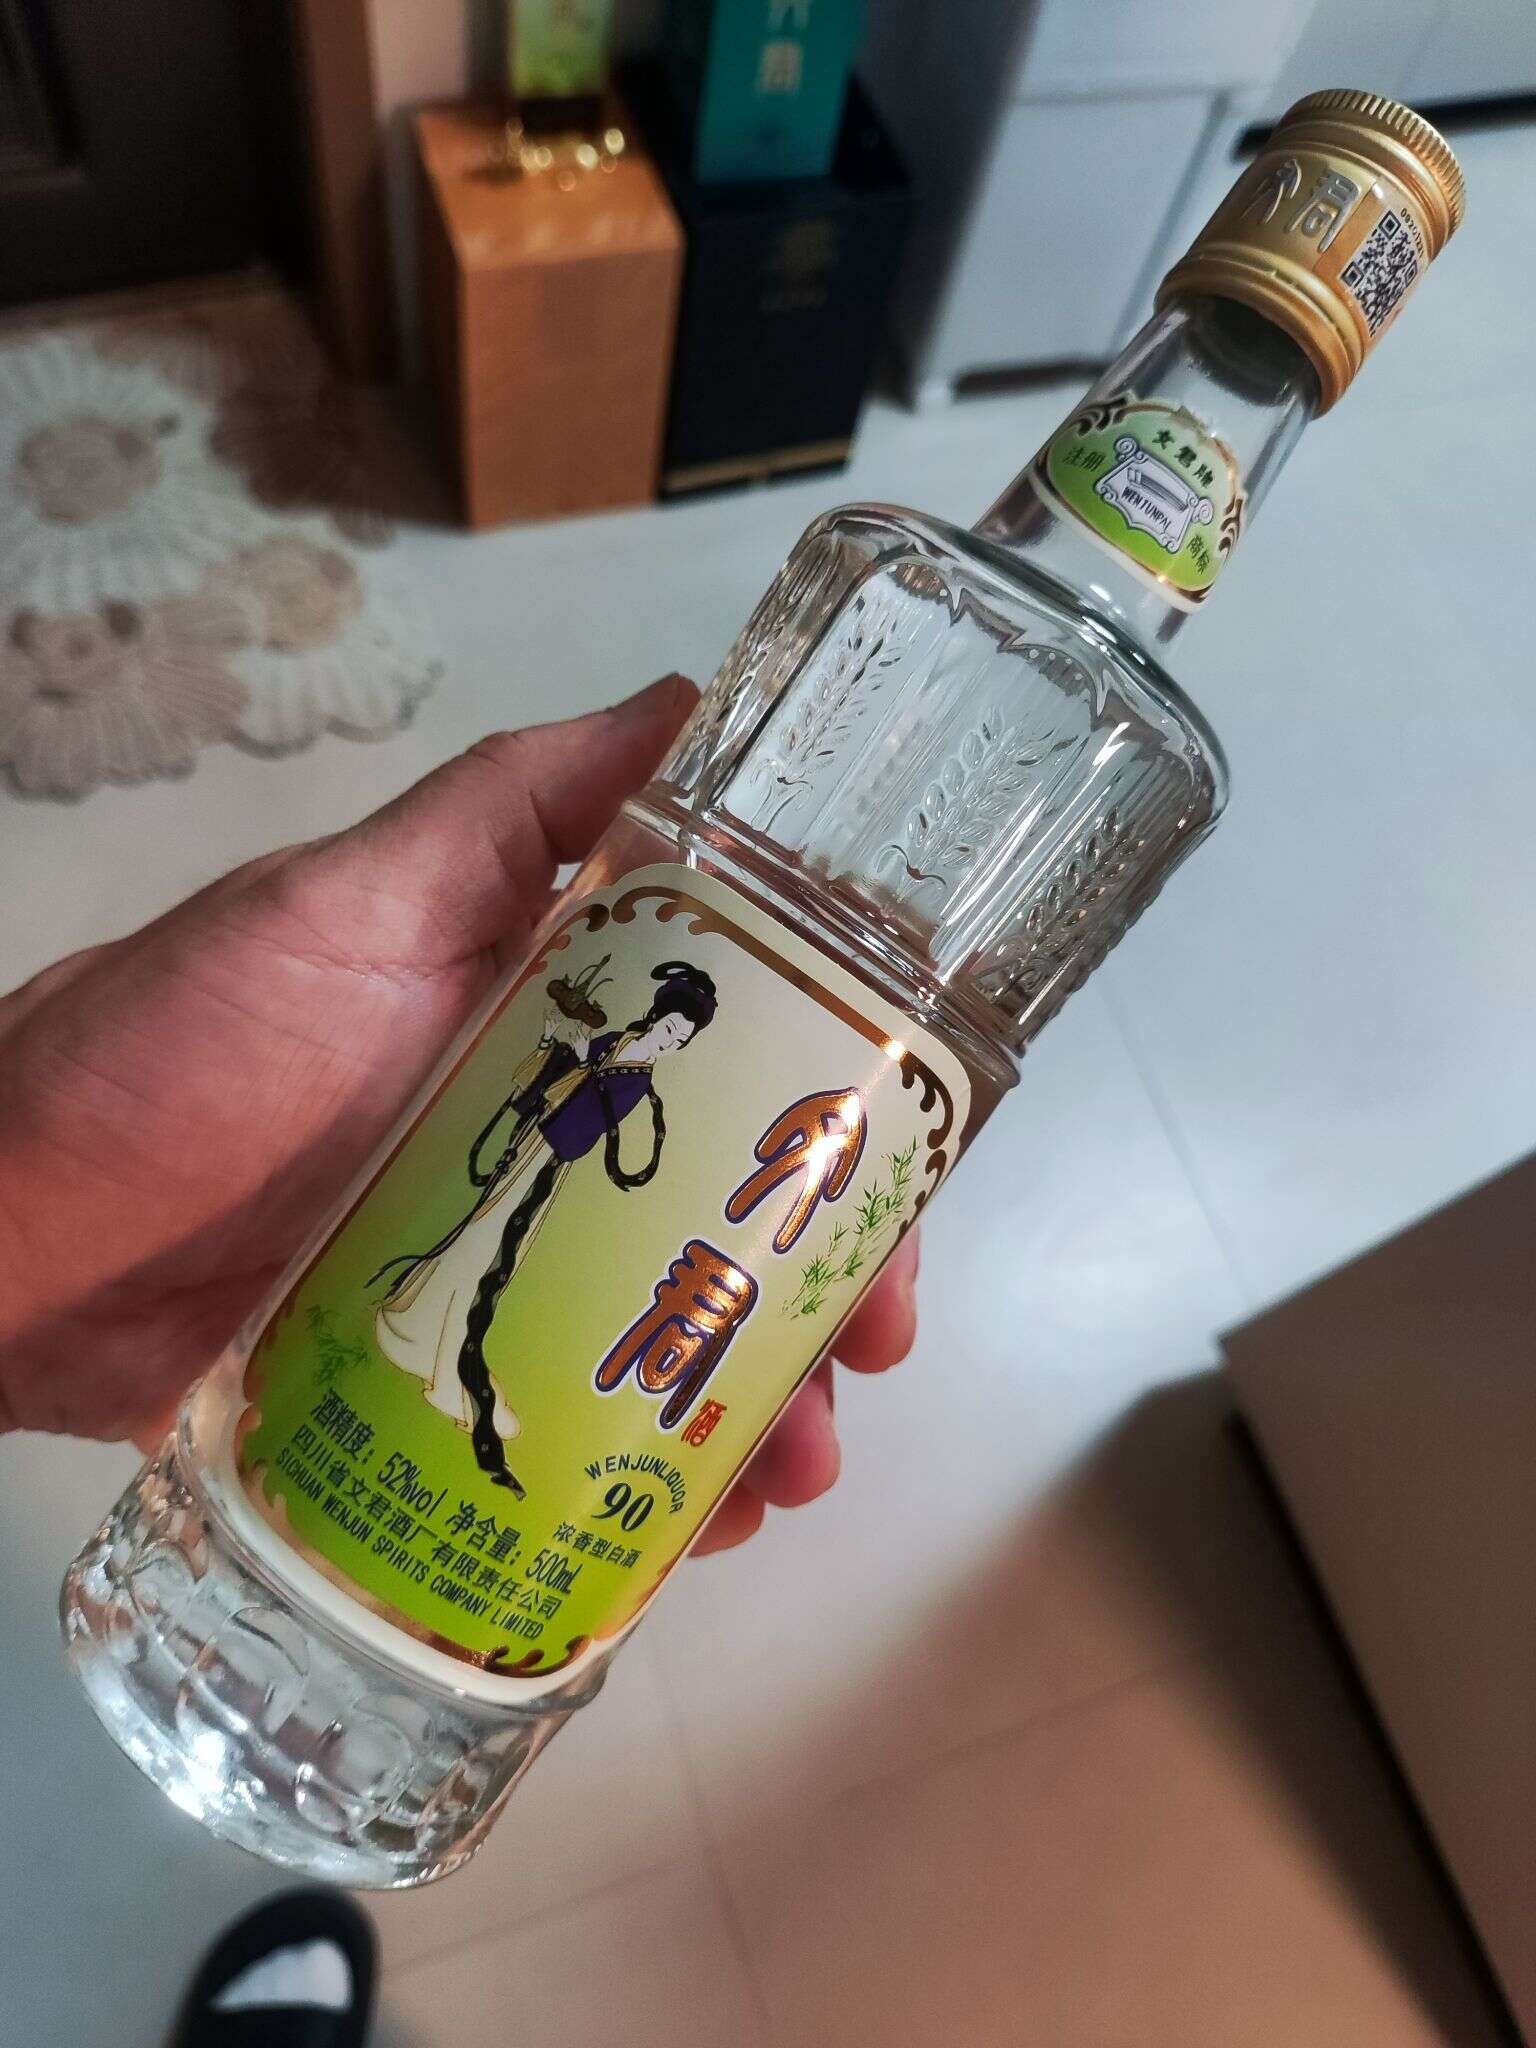 文君
文君牌
注册
商标
WENJUNPAI
文君
酒
WENJUNLIQUOR
90
浓香型白酒
酒精度：52%vol 净含量：500mL
四川省文君酒厂有限责任公司
SICHUAN WENJUN SPIRITS COMPANY LIMITED